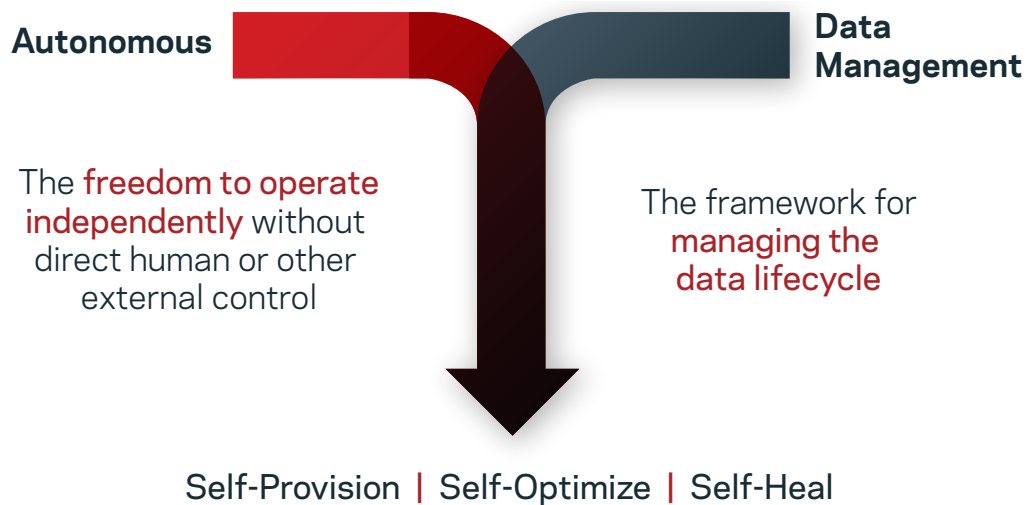 Autonomous
Data
Management
The freedom to operate
independently without
direct human or other
external control
The framework for
managing the
data lifecycle
Self-Provision | Self-Optimize | Self-Heal